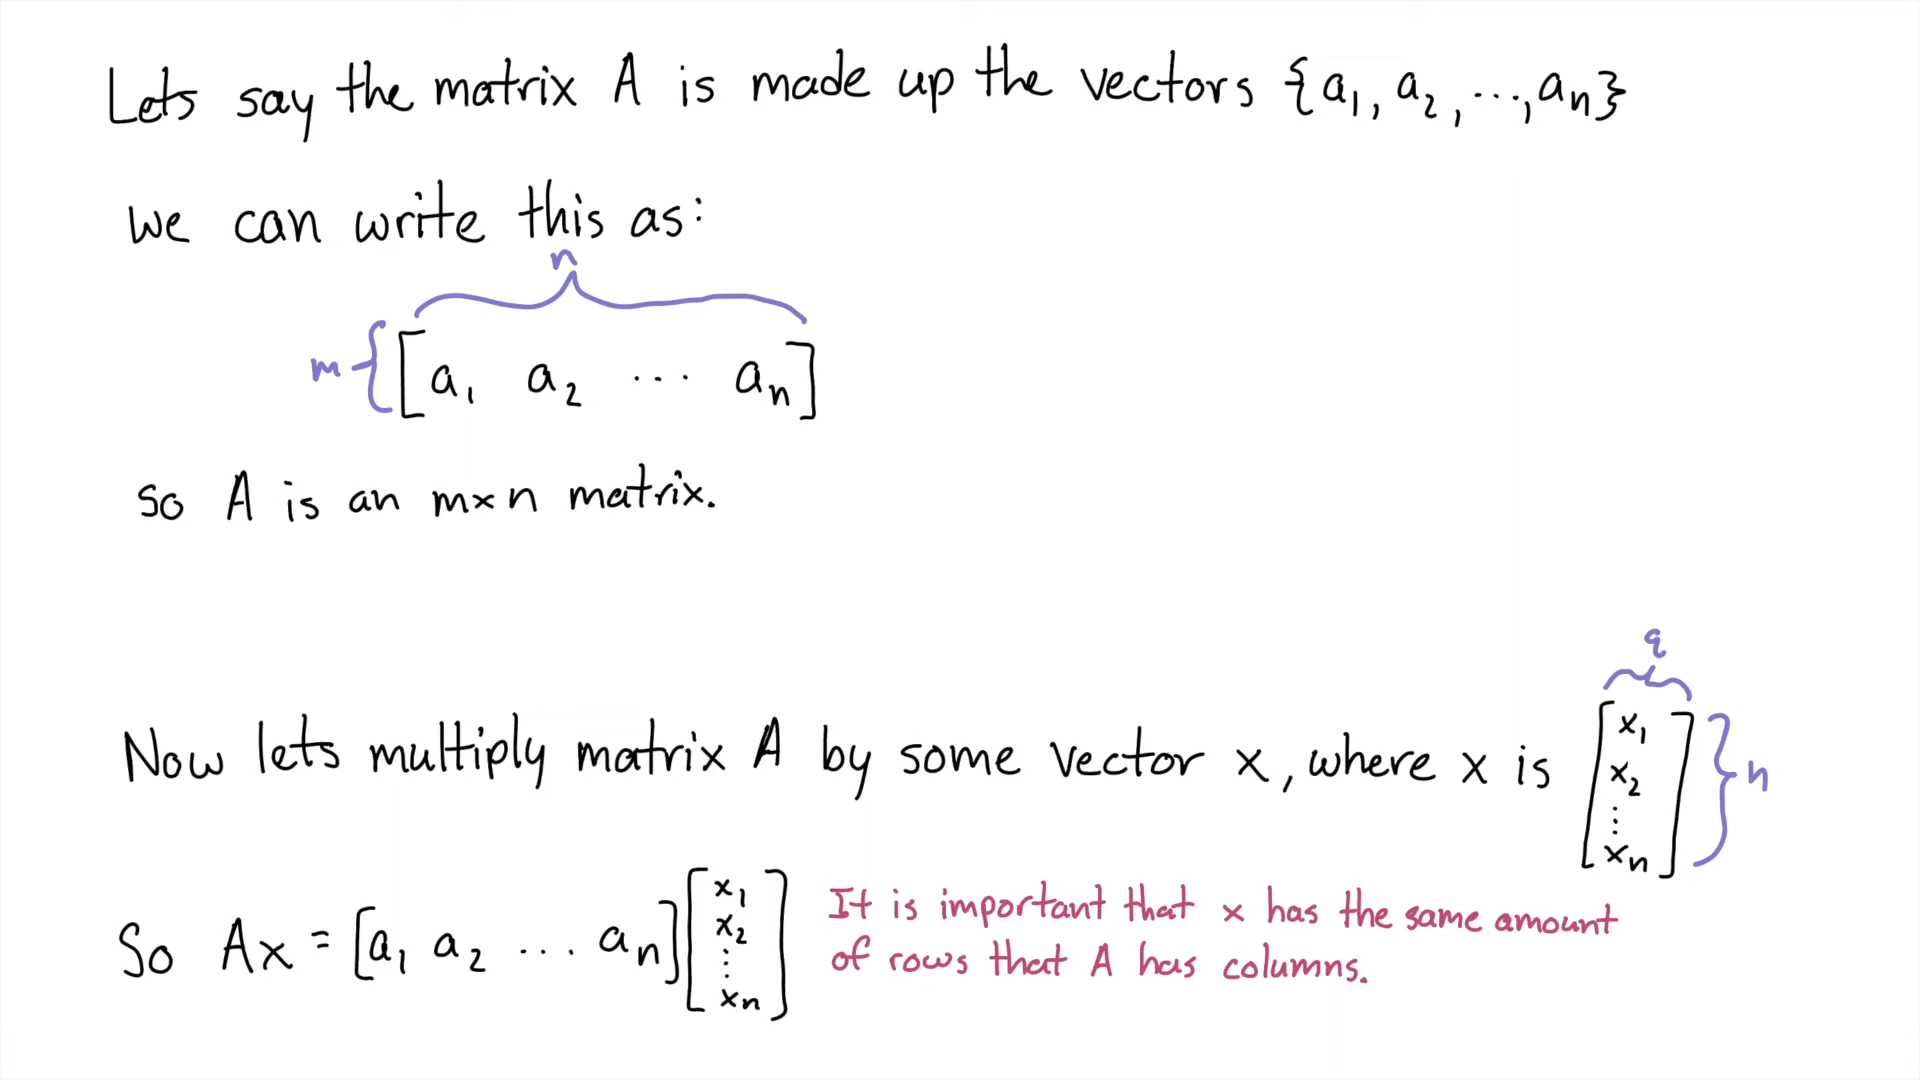 Lets say the matrix A is made up the vectors {a₁, a₂, ..., aₙ}
we can write this as:
n
m { [a₁ a₂ ... aₙ]
so A is an m×n matrix.
q
Now lets multiply matrix A by some vector x, where x is [x₁ x₂ ⋮ xₙ] } n
So Ax = [a₁ a₂ ... aₙ] [x₁ x₂ ⋮ xₙ]
It is important that x has the same amount
of rows that A has columns.